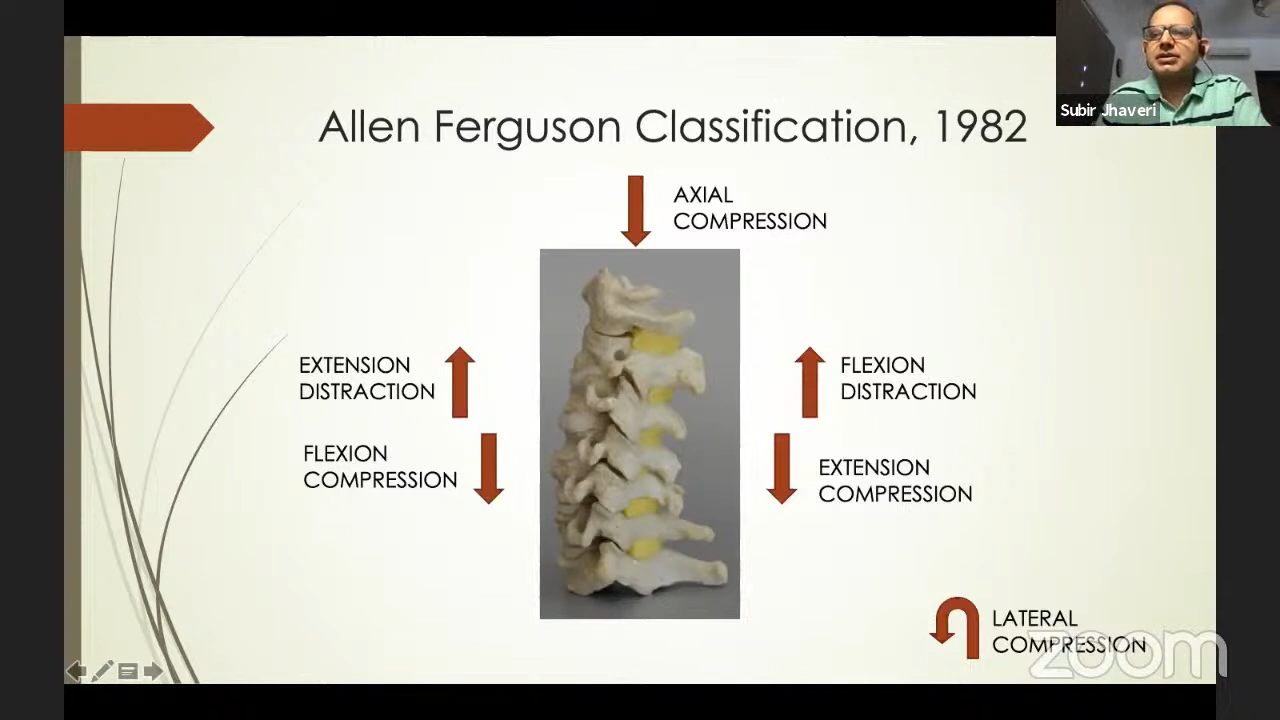 Subir Jhaveri
Allen Ferguson Classification, 1982
AXIAL
COMPRESSION
EXTENSION
DISTRACTION
FLEXION
DISTRACTION
FLEXION
COMPRESSION
EXTENSION
COMPRESSION
LATERAL
COMPRESSION
zoom